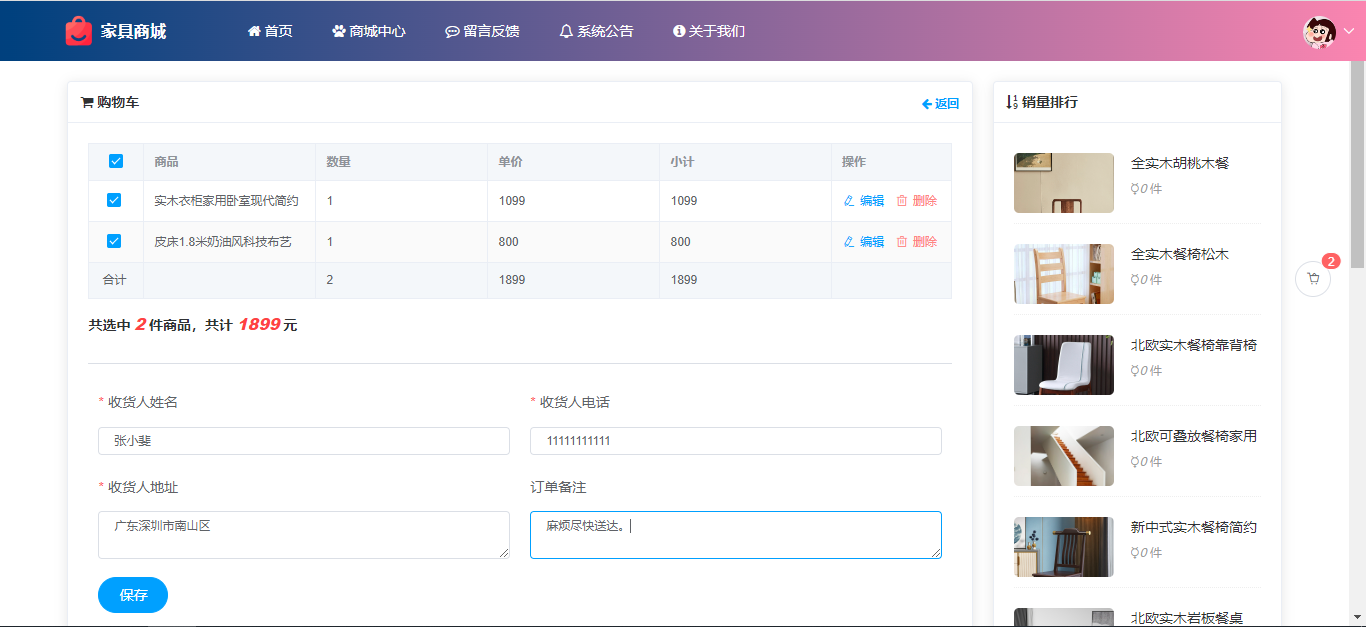 家具商城 首页 商城中心 留言反馈 系统公告 关于我们
购物车 返回
商品 数量 单价 小计 操作
实木衣柜家用卧室现代简约 1 1099 1099 编辑 删除
皮床1.8米奶油风科技布艺 1 800 800 编辑 删除
合计 2 1899 1899
共选中 2 件商品，共计 1899 元
* 收货人姓名 * 收货人电话
张小斐 11111111111
* 收货人地址 订单备注
广东深圳市南山区 麻烦尽快送达。
保存
销量排行
全实木胡桃木餐
0 件
全实木餐椅松木
0 件
北欧实木餐椅靠背椅
0 件
北欧可叠放餐椅家用
0 件
新中式实木餐椅简约
0 件
北欧实木岩板餐桌
2